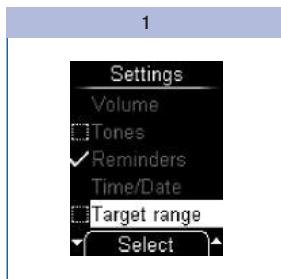 1
Settings
Volume
Tones
Reminders
Time/Date
Target range
Select